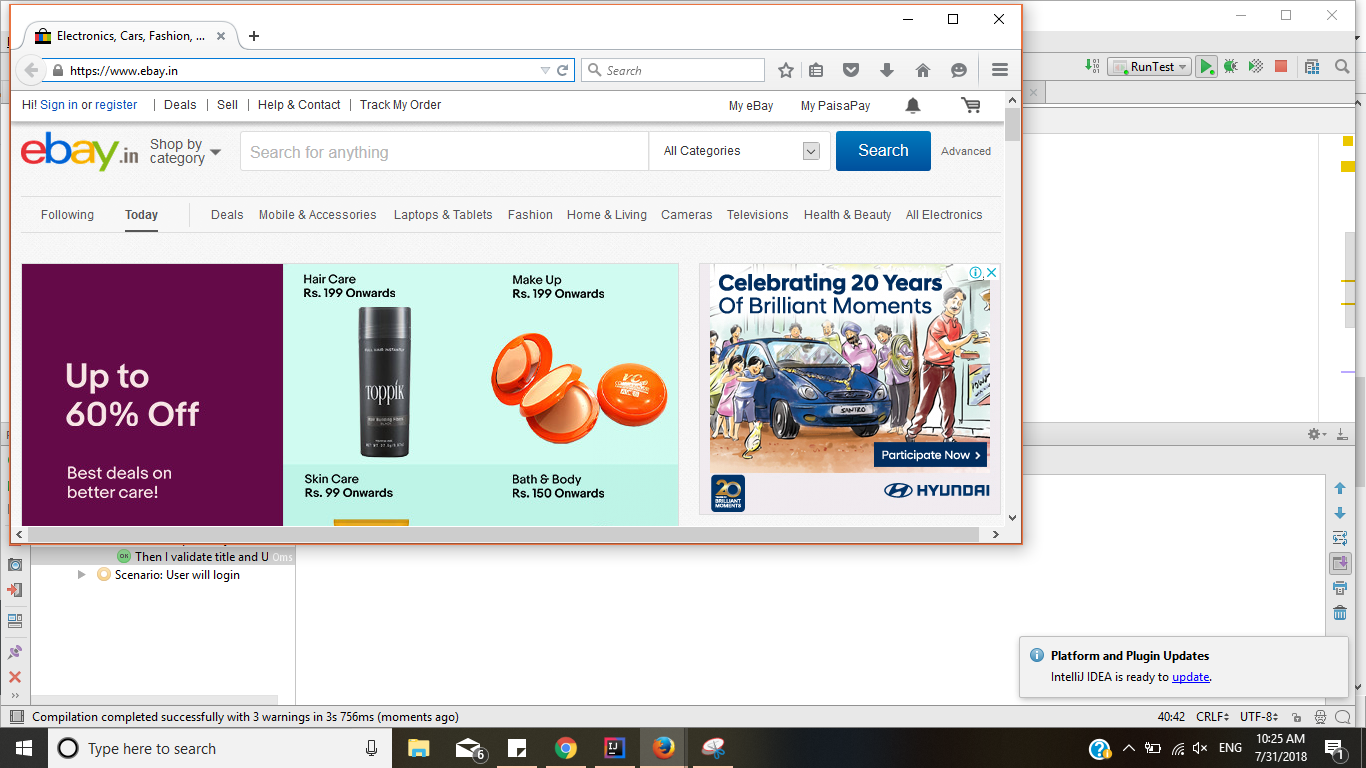 Electronics, Cars, Fashion, ...
https://www.ebay.in
Search
RunTest
Hi! Sign in or register | Deals | Sell | Help & Contact | Track My Order
My eBay My PaisaPay
ebay.in
Shop by
category
Search for anything
All Categories
Search
Advanced
Following Today Deals Mobile & Accessories Laptops & Tablets Fashion Home & Living Cameras Televisions Health & Beauty All Electronics
Up to
60% Off
Best deals on
better care!
Hair Care
Rs. 199 Onwards
TOPPIK
Make Up
Rs. 199 Onwards
Skin Care
Rs. 99 Onwards
Bath & Body
Rs. 150 Onwards
Celebrating 20 Years
Of Brilliant Moments
SANTRO
Participate Now
20
YEARS OF
BRILLIANT
MOMENTS
HYUNDAI
Then I validate title and U 0ms
Scenario: User will login
Platform and Plugin Updates
IntelliJ IDEA is ready to update.
Compilation completed successfully with 3 warnings in 3s 756ms (moments ago)
40:42 CRLF UTF-8
Type here to search
6
ENG
10:25 AM
7/31/2018
1